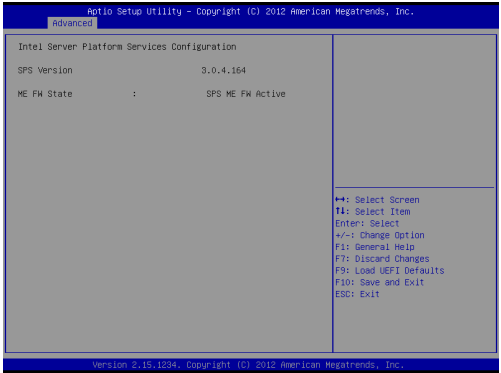 Aptio Setup Utility – Copyright (C) 2012 American Megatrends, Inc.
Advanced
Intel Server Platform Services Configuration
SPS Version 3.0.4.164
ME FW State : SPS ME FW Active
↔: Select Screen
↑↓: Select Item
Enter: Select
+/-: Change Option
F1: General Help
F7: Discard Changes
F9: Load UEFI Defaults
F10: Save and Exit
ESC: Exit
Version 2.15.1234. Copyright (C) 2012 American Megatrends, Inc.